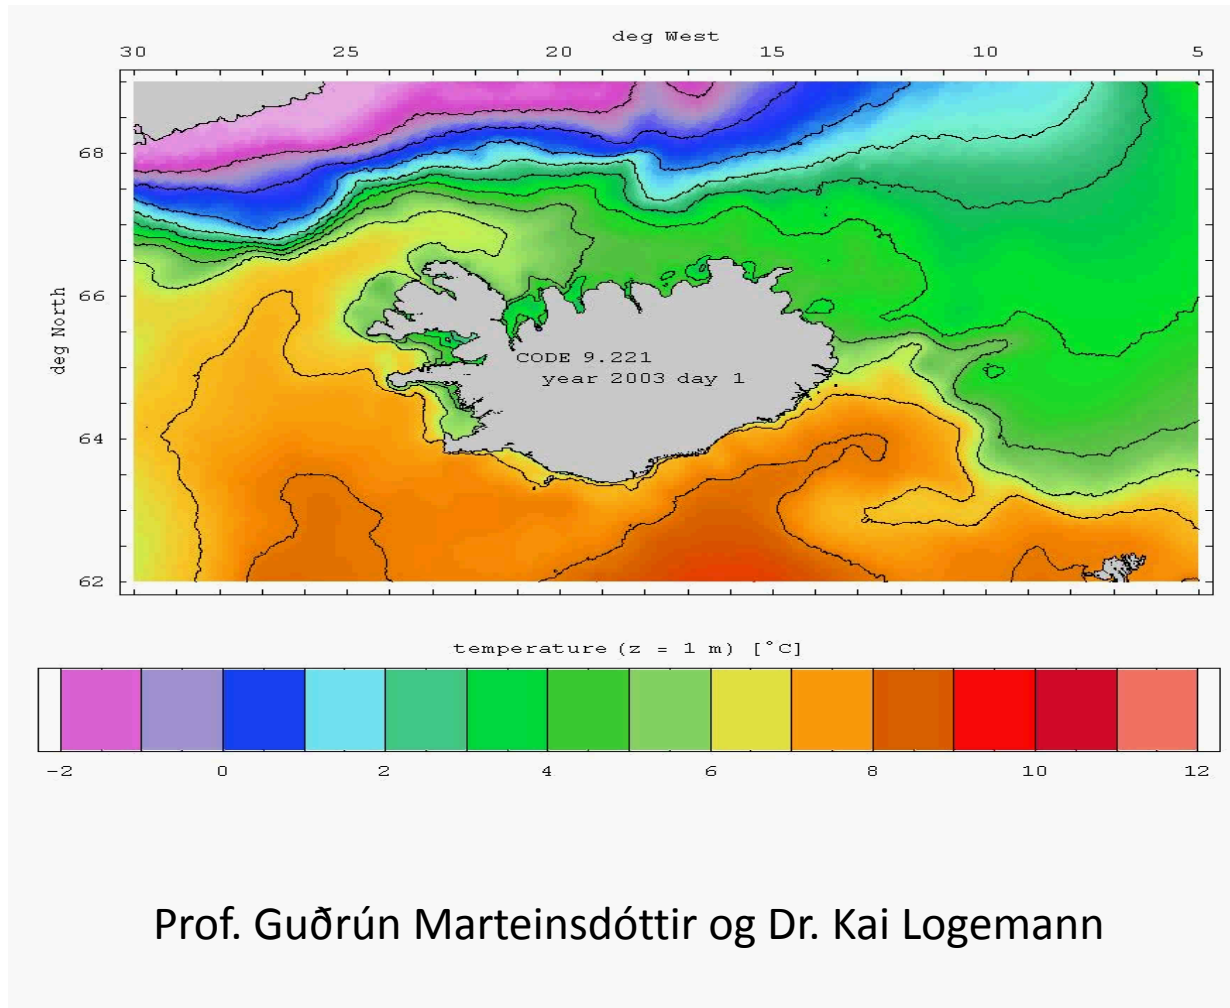 deg West
30 25 20 15 10 5
68
66
deg North
64
62
CODE 9.221
year 2003 day 1
temperature (z = 1 m) [°C]
-2 0 2 4 6 8 10 12
Prof. Guðrún Marteinsdóttir og Dr. Kai Logemann